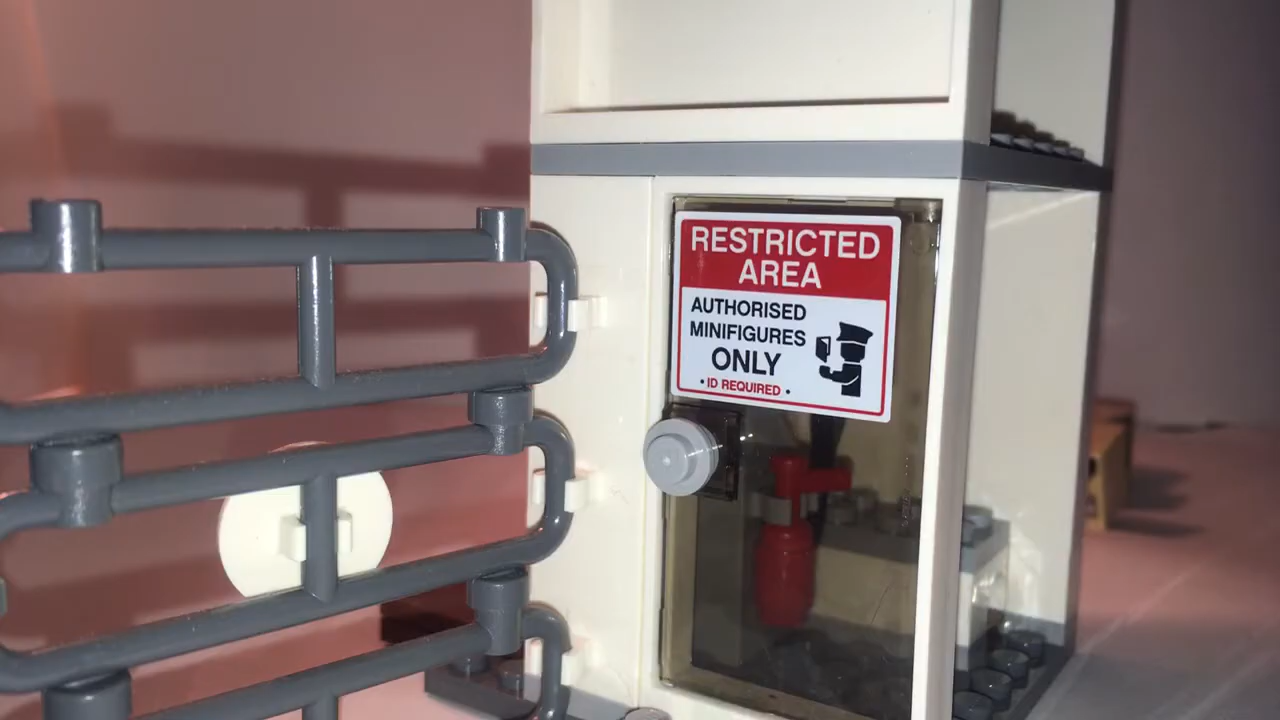 RESTRICTED
AREA
AUTHORISED
MINIFIGURES
ONLY
• ID REQUIRED •